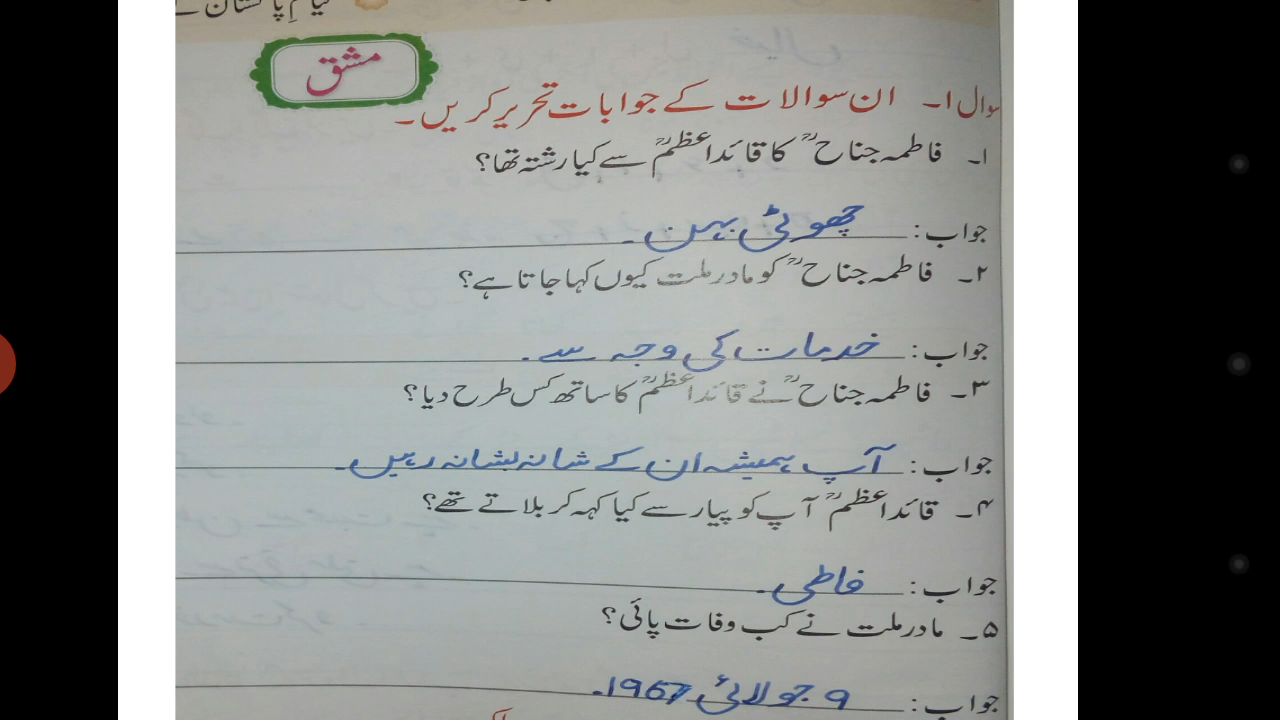 قیامِ پاکستان کے
مشق
سوال ۱۔ ان سوالات کے جوابات تحریر کریں۔
۱۔ فاطمہ جناحؒ کا قائداعظمؒ سے کیا رشتہ تھا؟
جواب: چھوٹی بہن۔
۲۔ فاطمہ جناحؒ کو مادر ملت کیوں کہا جاتا ہے؟
جواب: خدمات کی وجہ سے۔
۳۔ فاطمہ جناحؒ نے قائداعظمؒ کا ساتھ کس طرح دیا؟
جواب: آپ ہمیشہ ان کے شانہ بشانہ رہیں۔
۴۔ قائداعظمؒ آپ کو پیار سے کیا کہہ کر بلاتے تھے؟
جواب: فاطی۔
۵۔ مادر ملت نے کب وفات پائی؟
جواب: 9 جولائی 1967۔